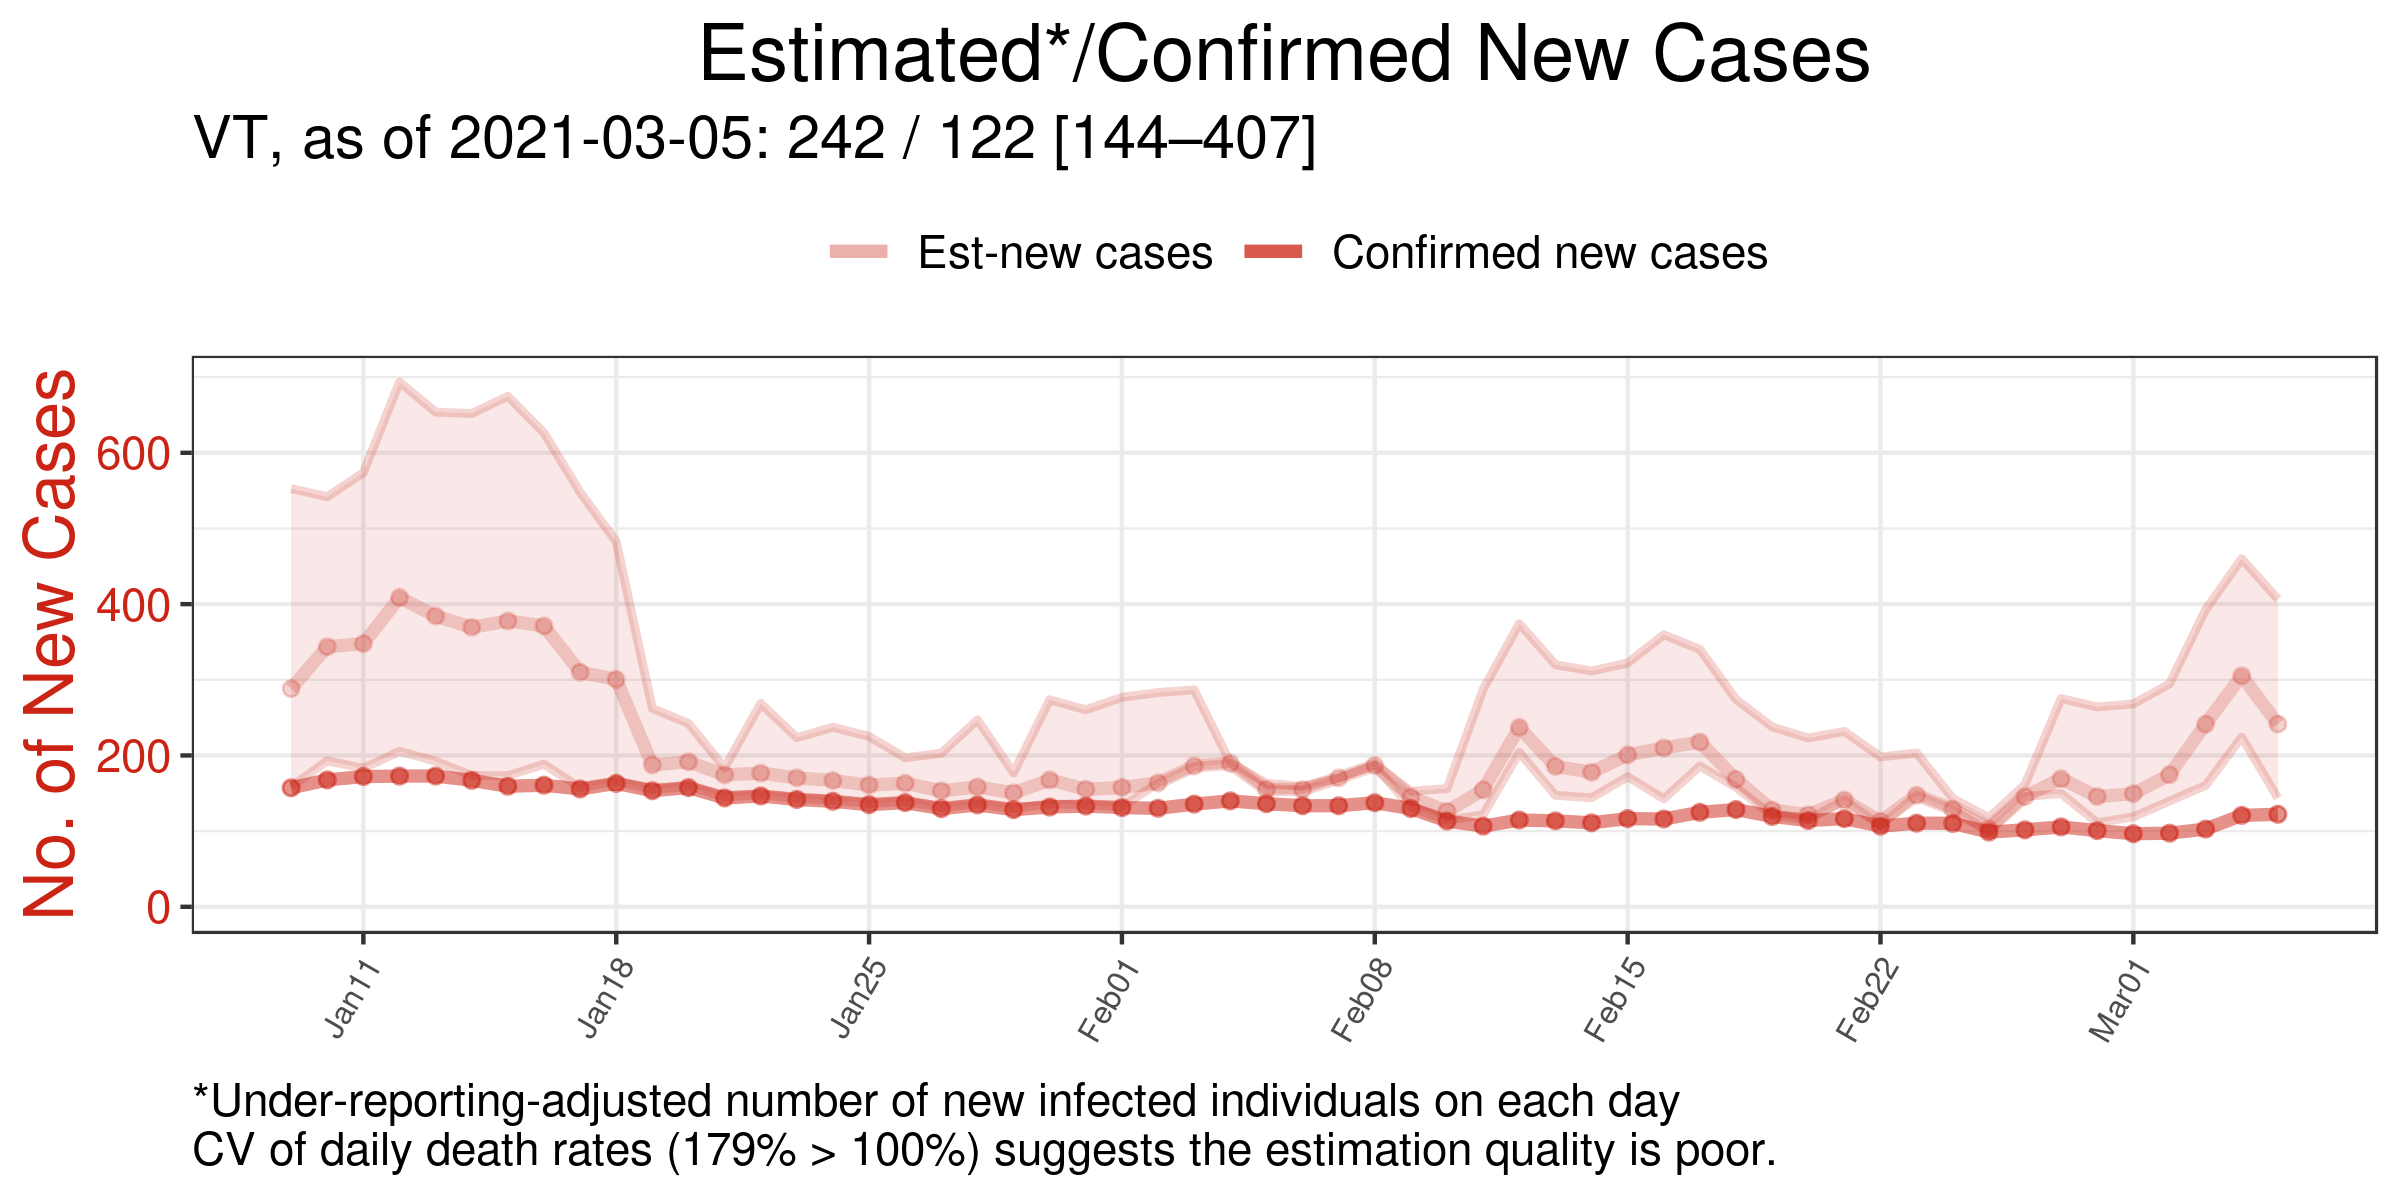 Estimated*/Confirmed New Cases
VT, as of 2021-03-05: 242 / 122 [144–407]
Est-new cases
Confirmed new cases
No. of New Cases
600
400
200
0
Jan11
Jan18
Jan25
Feb01
Feb08
Feb15
Feb22
Mar01
*Under-reporting-adjusted number of new infected individuals on each day
CV of daily death rates (179% > 100%) suggests the estimation quality is poor.